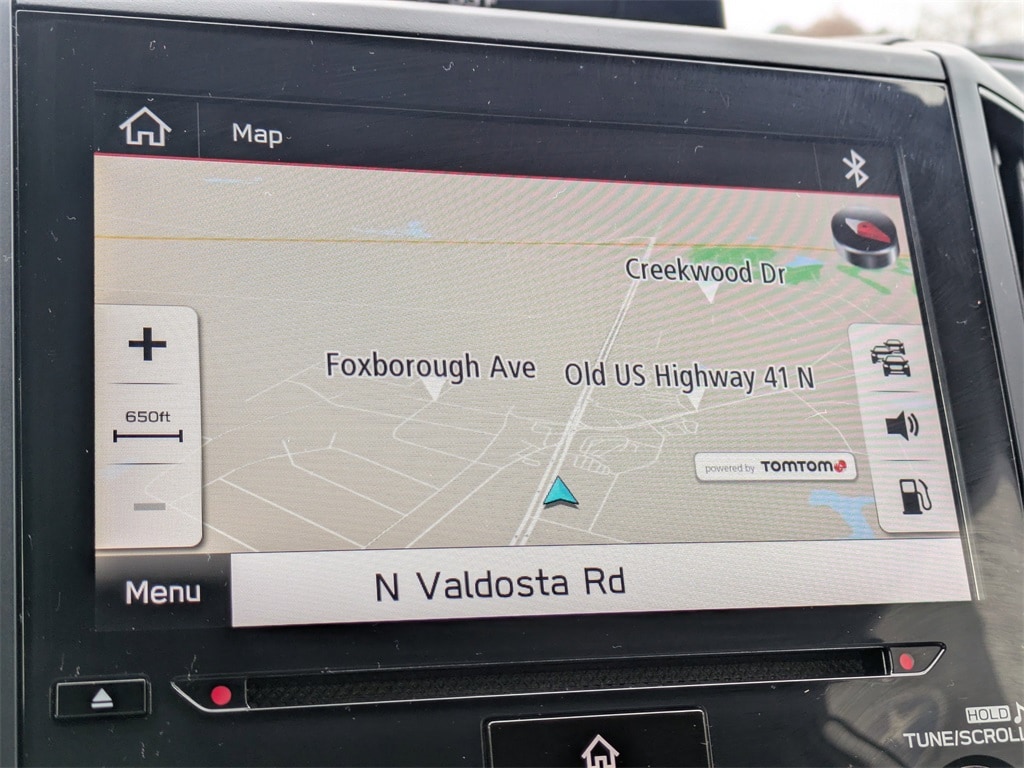 Map
Creekwood Dr
Foxborough Ave
Old US Highway 41 N
650ft
powered by TOMTOM
Menu
N Valdosta Rd
HOLD
TUNE/SCROLL